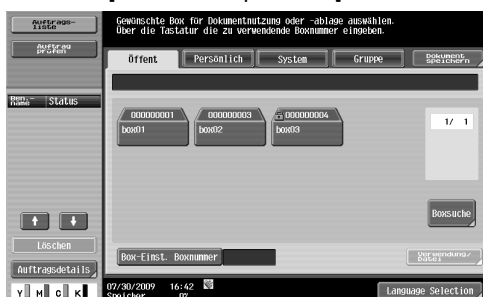 Auftrags-
liste
Gewünschte Box für Dokumentnutzung oder -ablage auswählen.
Über die Tastatur die zu verwendende Boxnummer eingeben.
Auftrag
prüfen
Öffent
Persönlich
System
Gruppe
Dokument
speichern
Ben.-
name
Status
000000001
000000003
000000004
box01
box02
box03
1/ 1
Boxsuche
Löschen
Box-Einst. Boxnummer
Verwendung/
Datei
Auftragsdetails
07/30/2009 16:42
Speicher 0%
Y M C K
Language Selection